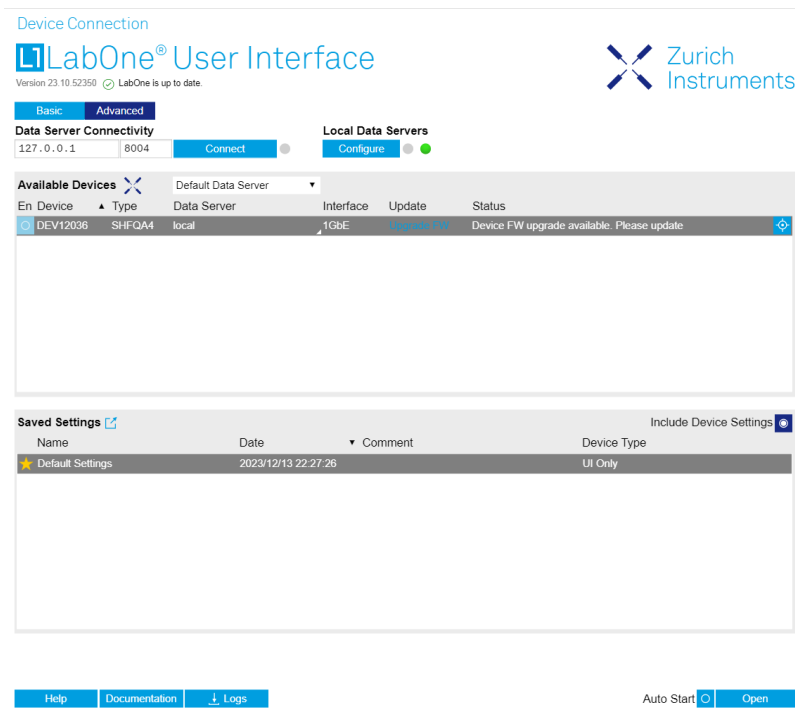 Device Connection
L1 LabOne® User Interface
Zurich Instruments
Version 23.10.52350 LabOne is up to date.
Basic Advanced
Data Server Connectivity Local Data Servers
127.0.0.1 8004 Connect Configure
Available Devices Default Data Server
En Device Type Data Server Interface Update Status
DEV12036 SHFQA4 local 1GbE Upgrade FW Device FW upgrade available. Please update
Saved Settings Include Device Settings
Name Date Comment Device Type
Default Settings 2023/12/13 22:27:26 UI Only
Help Documentation Logs Auto Start Open